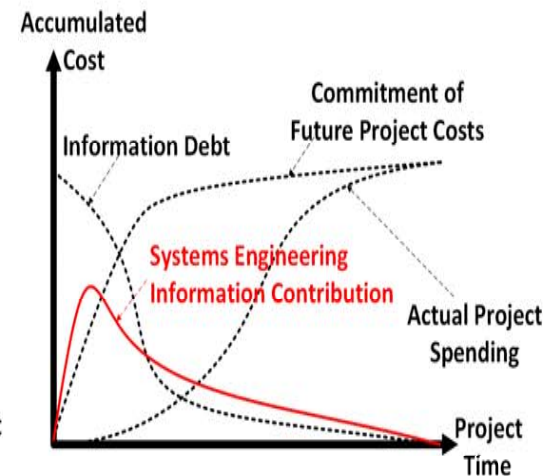 Accumulated
Cost
Commitment of
Future Project Costs
Information Debt
Systems Engineering
Information Contribution
Actual Project
Spending
Project
Time